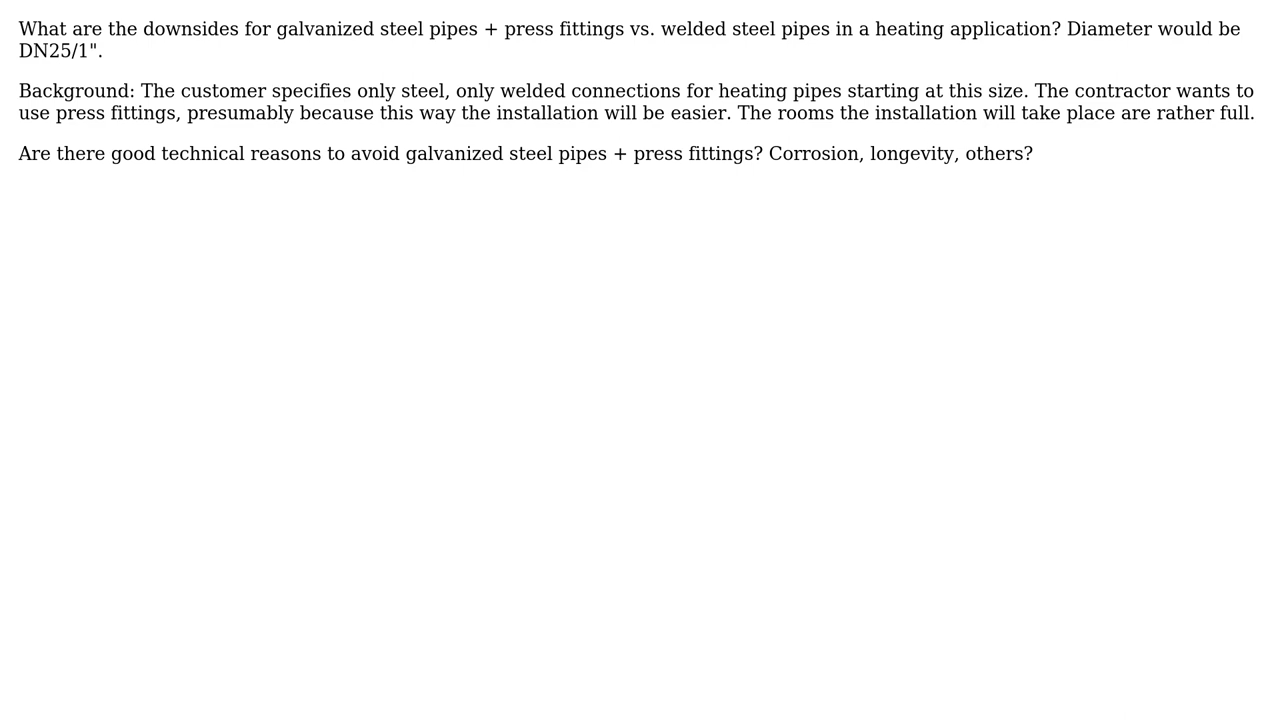 What are the downsides for galvanized steel pipes + press fittings vs. welded steel pipes in a heating application? Diameter would be
DN25/1".
Background: The customer specifies only steel, only welded connections for heating pipes starting at this size. The contractor wants to
use press fittings, presumably because this way the installation will be easier. The rooms the installation will take place are rather full.
Are there good technical reasons to avoid galvanized steel pipes + press fittings? Corrosion, longevity, others?